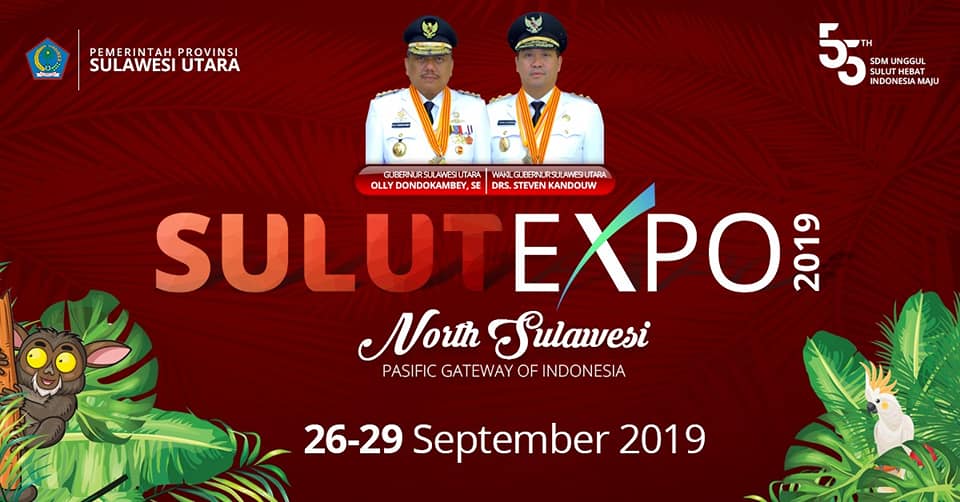 PEMERINTAH PROVINSI
SULAWESI UTARA
55TH
SDM UNGGUL
SULUT HEBAT
INDONESIA MAJU
GUBERNUR SULAWESI UTARA
OLLY DONDOKAMBEY, SE
WAKIL GUBERNUR SULAWESI UTARA
DRS. STEVEN KANDOUW
SULUTEXPO 2019
North Sulawesi
PASIFIC GATEWAY OF INDONESIA
26-29 September 2019